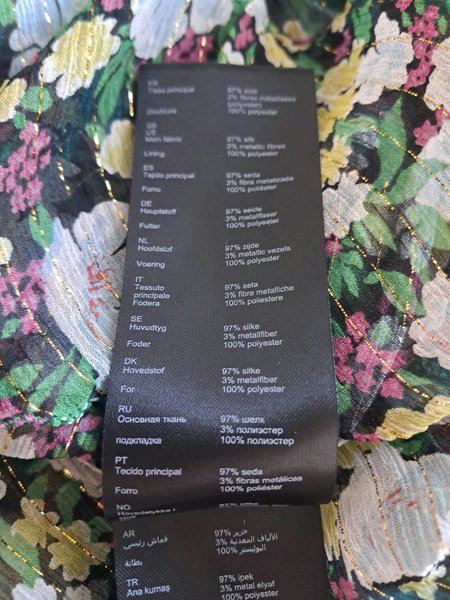 FR
Tissu principal 97% soie
3% fibres metallisées
(polyester)
Doublure 100% polyester
GB
US
Main fabric 97% silk
3% metallic fibres
Lining 100% polyester
ES
Tejido principal 97% seda
3% fibra metalizada
Forro 100% poliéster
DE
Hauptstoff 97% seide
3% metallfaser
Futter 100% polyester
NL
Hoofdstof 97% zijde
3% metallic vezels
Voering 100% polyester
IT
Tessuto 97% seta
principale 3% fibre metalliche
Fodera 100% poliestere
SE
Huvudtyg 97% silke
3% metallfiber
Foder 100% polyester
DK
Hovedstof 97% silke
3% metalfiber
For 100% polyester
RU
Основная ткань 97% шелк
3% полиэстер
подкладка 100% полиэстер
PT
Tecido principal 97% seda
3% fibras metálicas
Forro 100% poliéster
NO
AR
قماش رئيسي 97% حرير
3% الألياف المعدنية
100% البوليستر
بطانة
TR
Ana kumaş 97% ipek
3% metal elyaf
100% polyester